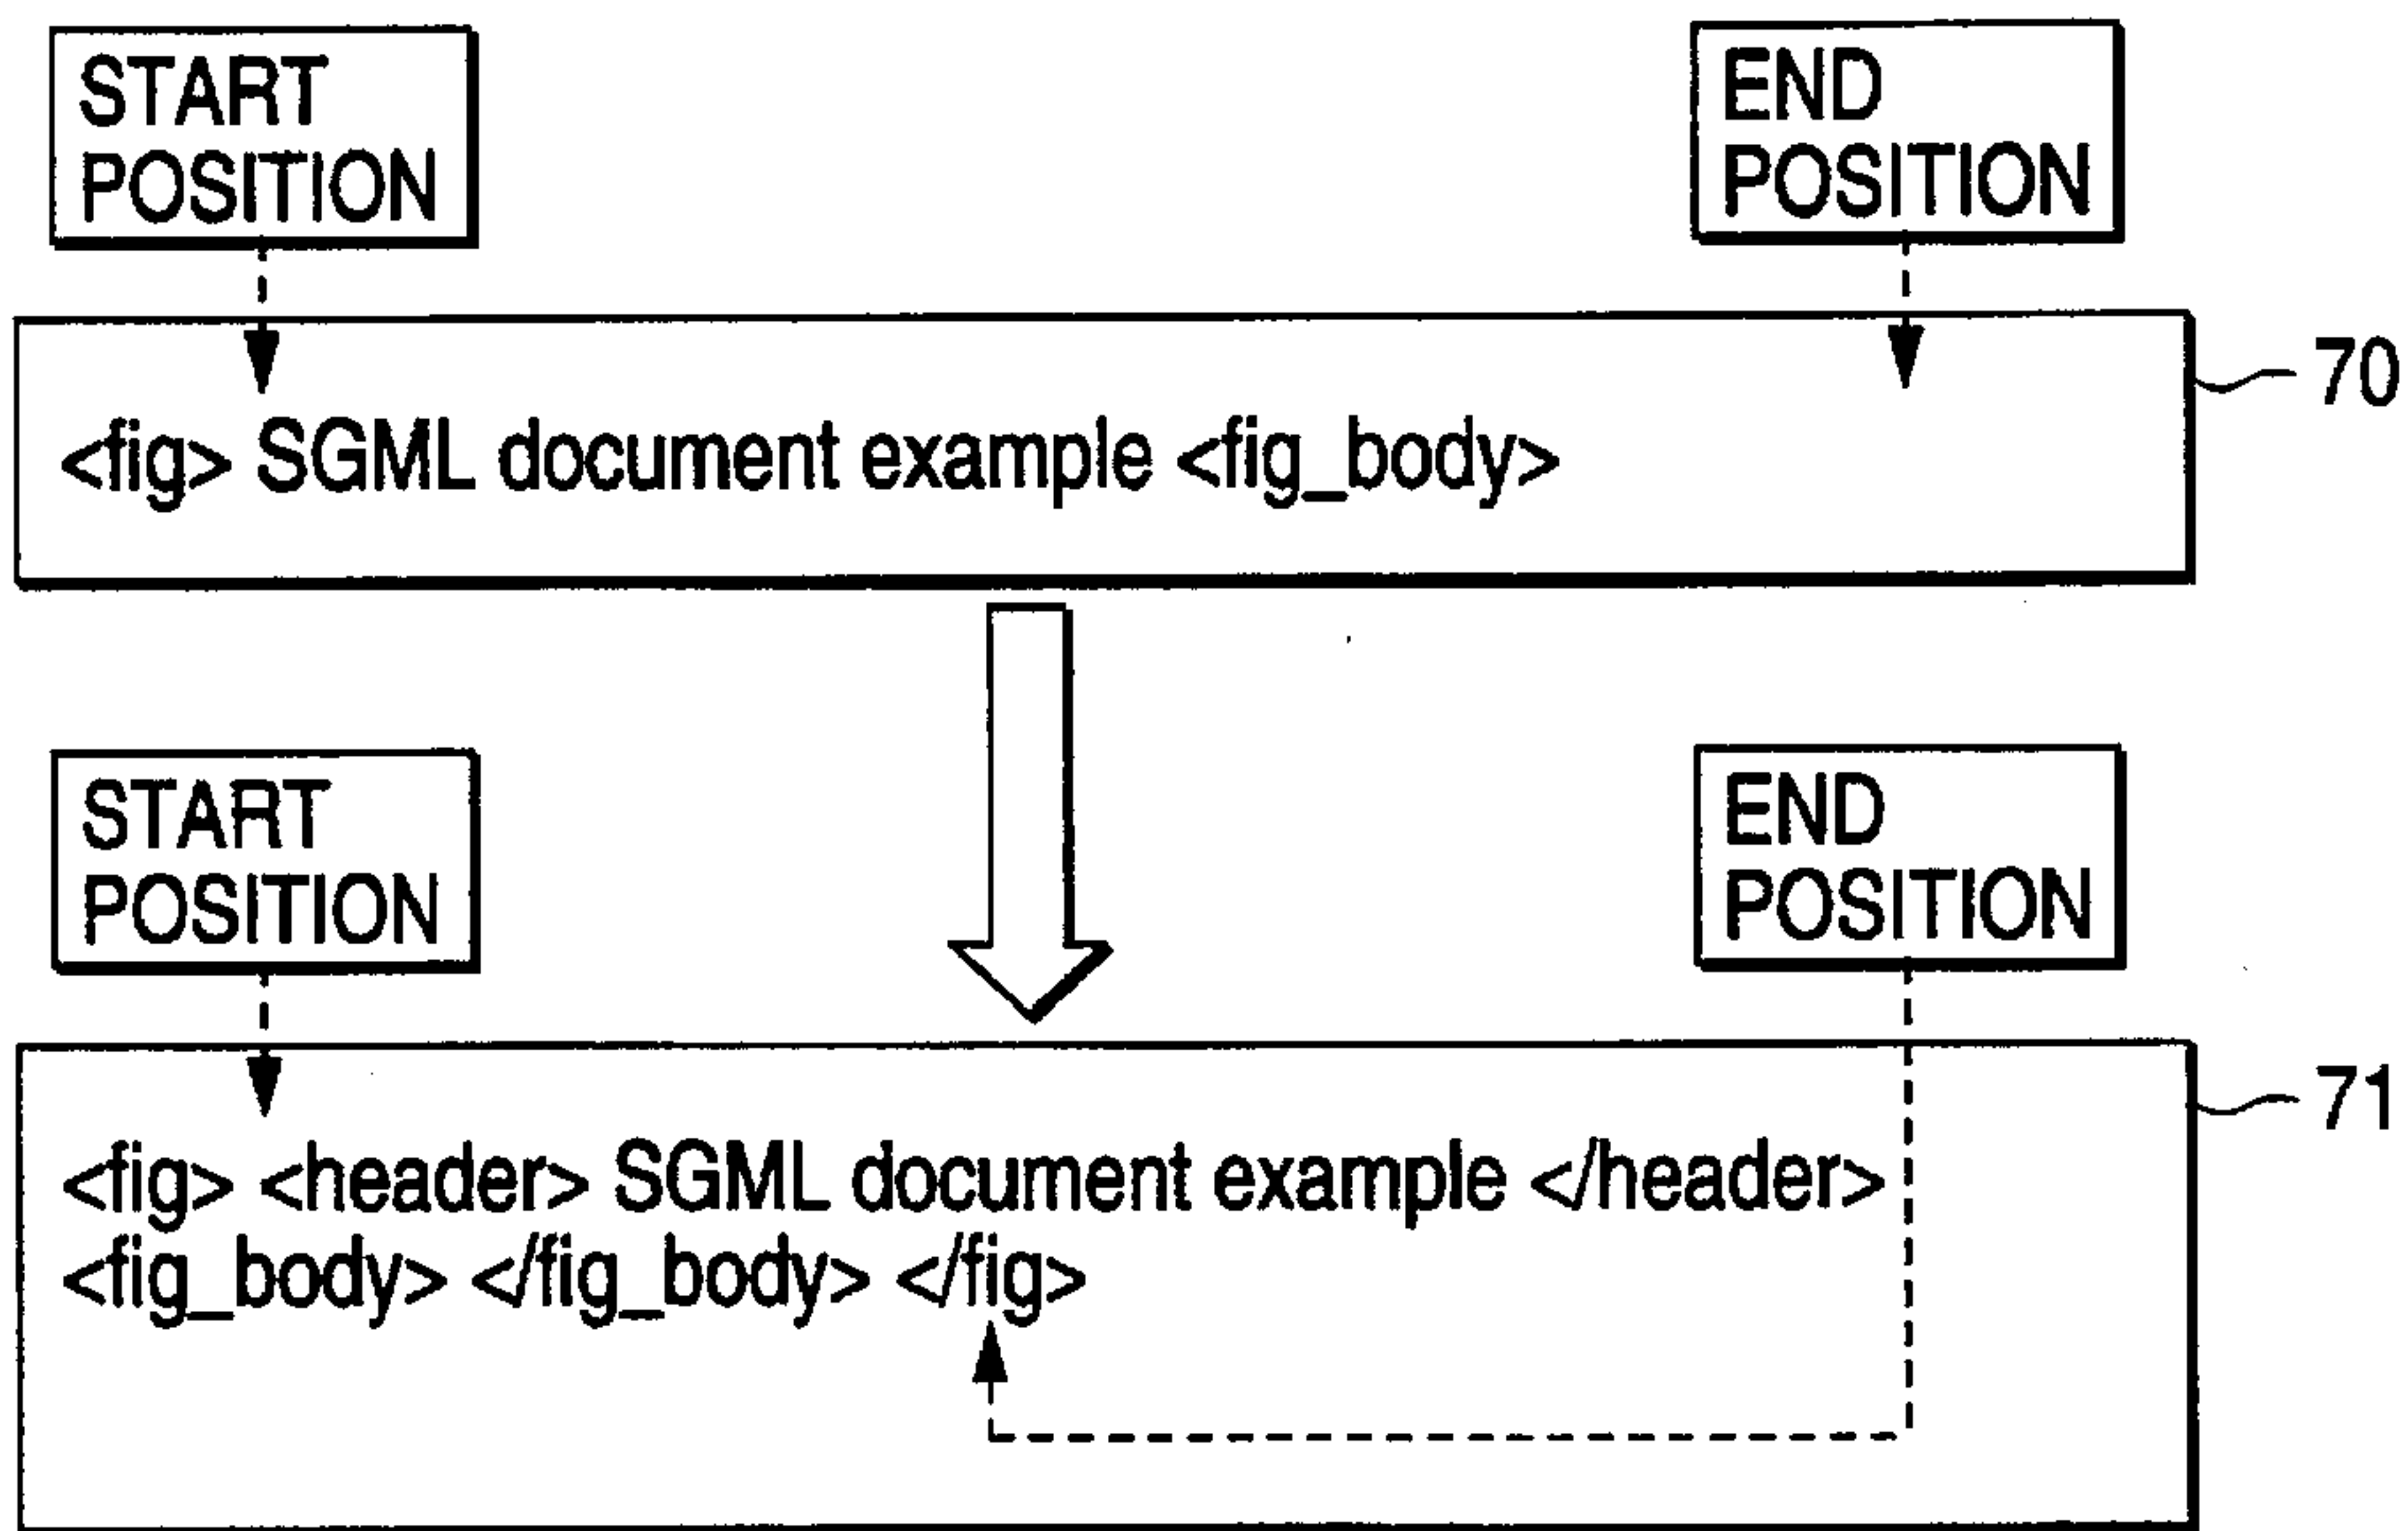 START
POSITION
END
POSITION
70
<fig> SGML document example <fig_body>
START
POSITION
END
POSITION
71
<fig> <header> SGML document example </header>
<fig_body> </fig_body> </fig>